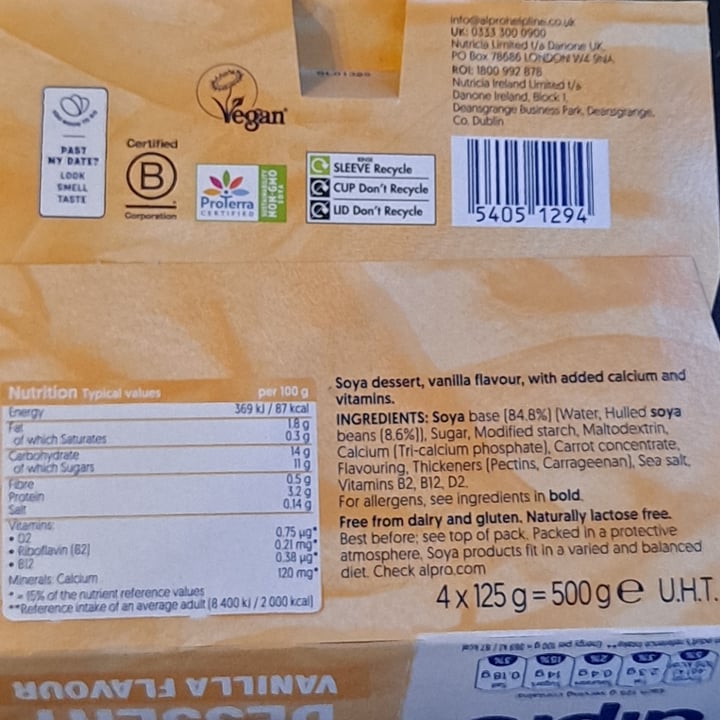 info@alprohelpline.co.uk
UK: 0333 300 0900
Nutricia Limited t/a Danone UK,
PO Box 78686 LONDON W4 9NA
ROI: 1800 992 878
Nutricia Ireland Limited t/a
Danone Ireland, Block 1,
Deansgrange Business Park, Deansgrange,
Co. Dublin
Vegan
PAST
MY DATE?
LOOK
SMELL
TASTE
Certified
B
Corporation
ProTerra
CERTIFIED
SUSTAINABILITY
NON-GMO
SOYA
RINSE
SLEEVE Recycle
CUP Don't Recycle
LID Don't Recycle
5405 1294
Nutrition Typical values per 100 g
Energy 369 kJ / 87 kcal
Fat 1.8 g
of which Saturates 0.3 g
Carbohydrate 14 g
of which Sugars 11 g
Fibre 0.5 g
Protein 3.2 g
Salt 0.14 g
Vitamins:
• D2 0.75 µg*
• Riboflavin (B2) 0.21 mg*
• B12 0.38 µg*
Minerals: Calcium 120 mg*
* = 15% of the nutrient reference values
**Reference intake of an average adult (8 400 kJ / 2 000 kcal)
Soya dessert, vanilla flavour, with added calcium and
vitamins.
INGREDIENTS: Soya base (84.8%) (Water, Hulled soya
beans (8.6%)), Sugar, Modified starch, Maltodextrin,
Calcium (Tri-calcium phosphate), Carrot concentrate,
Flavouring, Thickeners (Pectins, Carrageenan), Sea salt,
Vitamins B2, B12, D2.
For allergens, see ingredients in bold.
Free from dairy and gluten. Naturally lactose free.
Best before: see top of pack. Packed in a protective
atmosphere. Soya products fit in a varied and balanced
diet. Check alpro.com
4 x 125 g = 500 g e U.H.T.
VANILLA FLAVOUR
DESSERT